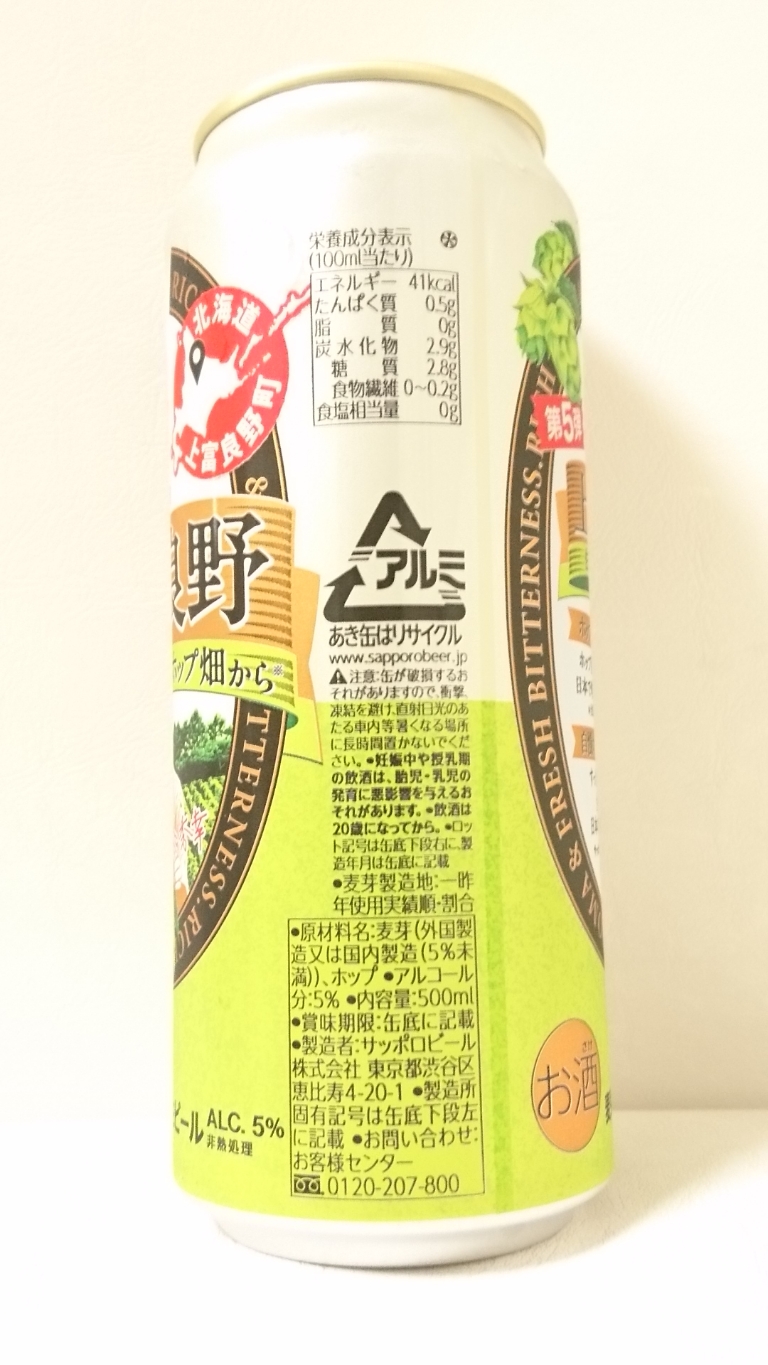 栄養成分表示
(100ml当たり)
エネルギー 41kcal
たんぱく質 0.5g
脂質 0g
炭水化物 2.9g
糖質 2.8g
食物繊維 0~0.2g
食塩相当量 0g
アルミ
あき缶はリサイクル
www.sapporobeer.jp
⚠注意:缶が破損するお
それがありますので、衝撃、
凍結を避け、直射日光のあ
たる車内等暑くなる場所
に長時間置かないでくだ
さい。●妊娠中や授乳期
の飲酒は、胎児・乳児の
発育に悪影響を与えるお
それがあります。●飲酒は
20歳になってから。●ロッ
ト記号は缶底下段右に、製
造年月は缶底に記載
●麦芽製造地:一昨
年使用実績順・割合
●原材料名:麦芽(外国製
造又は国内製造(5%未
満))、ホップ ●アルコール
分:5% ●内容量:500ml
●賞味期限:缶底に記載
●製造者:サッポロビール
株式会社 東京都渋谷区
恵比寿4-20-1 ●製造所
固有記号は缶底下段左
に記載 ●お問い合わせ:
お客様センター
0120-207-800
北海道
上富良野町
良野
ホップ畑から※
&
TTERNESS.RIC
ビール ALC. 5%
非熱処理
第5弾
MA & FRESH BITTERNESS. RICH
日本
さけ
お酒